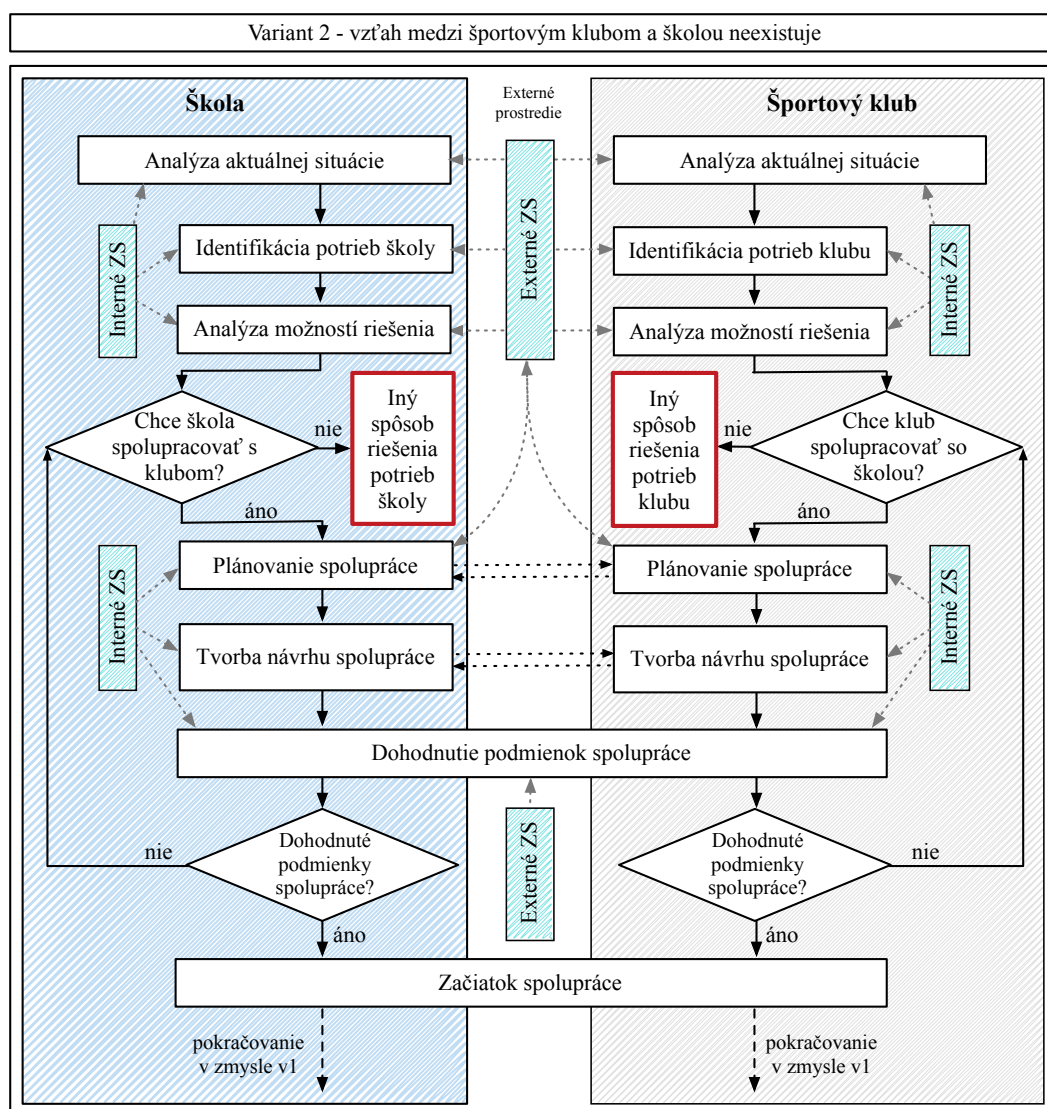 Variant 2 - vzťah medzi športovým klubom a školou neexistuje
Škola
Externé
prostredie
Športový klub
Analýza aktuálnej situácie
Analýza aktuálnej situácie
Externé ZS
Interné ZS
Identifikácia potrieb školy
Identifikácia potrieb klubu
Interné ZS
Analýza možností riešenia
Analýza možností riešenia
Chce škola
spolupracovať s
klubom?
nie
Iný
spôsob
riešenia
potrieb
školy
Iný
spôsob
riešenia
potrieb
klubu
nie
Chce klub
spolupracovať so
školou?
áno
áno
Interné ZS
Plánovanie spolupráce
Plánovanie spolupráce
Interné ZS
Tvorba návrhu spolupráce
Tvorba návrhu spolupráce
Dohodnutie podmienok spolupráce
nie
Dohodnuté
podmienky
spolupráce?
Externé ZS
Dohodnuté
podmienky
spolupráce?
nie
áno
áno
Začiatok spolupráce
pokračovanie
v zmysle v1
pokračovanie
v zmysle v1